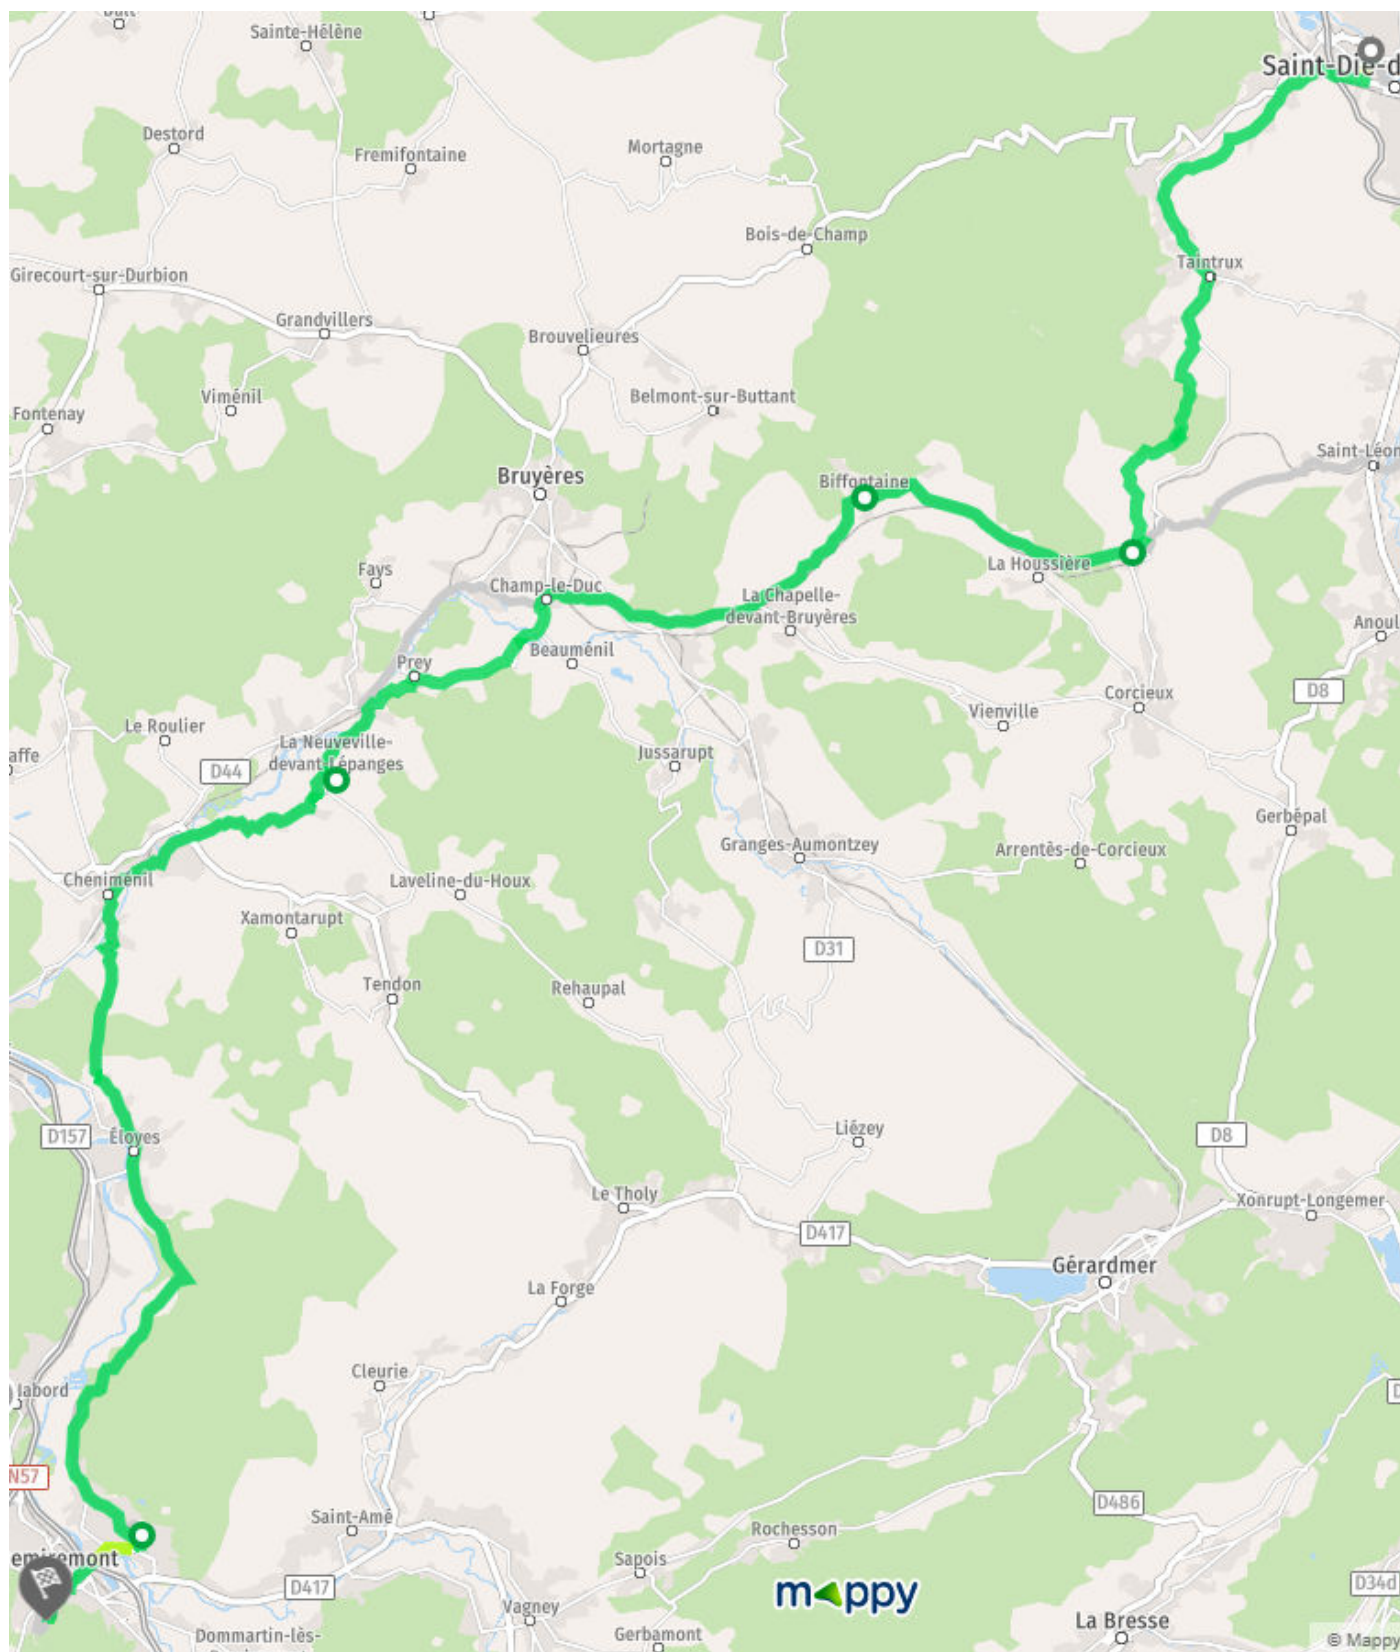 Sainte-Hélène
Saint-Dié-d
Destord
Fremifontaine
Mortagne
Bois-de-Champ
Taintrux
Girecourt-sur-Durbion
Grandvillers
Brouvelieures
Viménil
Belmont-sur-Buttant
Fontenay
Saint-Léon
Bruyères
Biffontaine
La Houssière
Fays
Champ-le-Duc
La Chapelle-
devant-Bruyères
Anoul
Beauménil
Prey
D8
Corcieux
Vienville
Le Roulier
La Neuveville-
devant-Lépanges
affe
Jussarupt
D44
Gerbépal
Granges-Aumontzey
Arrentès-de-Corcieux
Cheniménil
Laveline-du-Houx
Xamontarupt
D31
Tendon
Rehaupal
D157
Éloyes
Liézey
D8
Le Tholy
Xonrupt-Longemer
D417
Gérardmer
La Forge
Cleurie
Jabord
N57
D486
Saint-Amé
Rochesson
emiremont
Sapois
D417
mappy
D34d
Vagney
La Bresse
Dommartin-lès-
Gerbamont
© Mappy